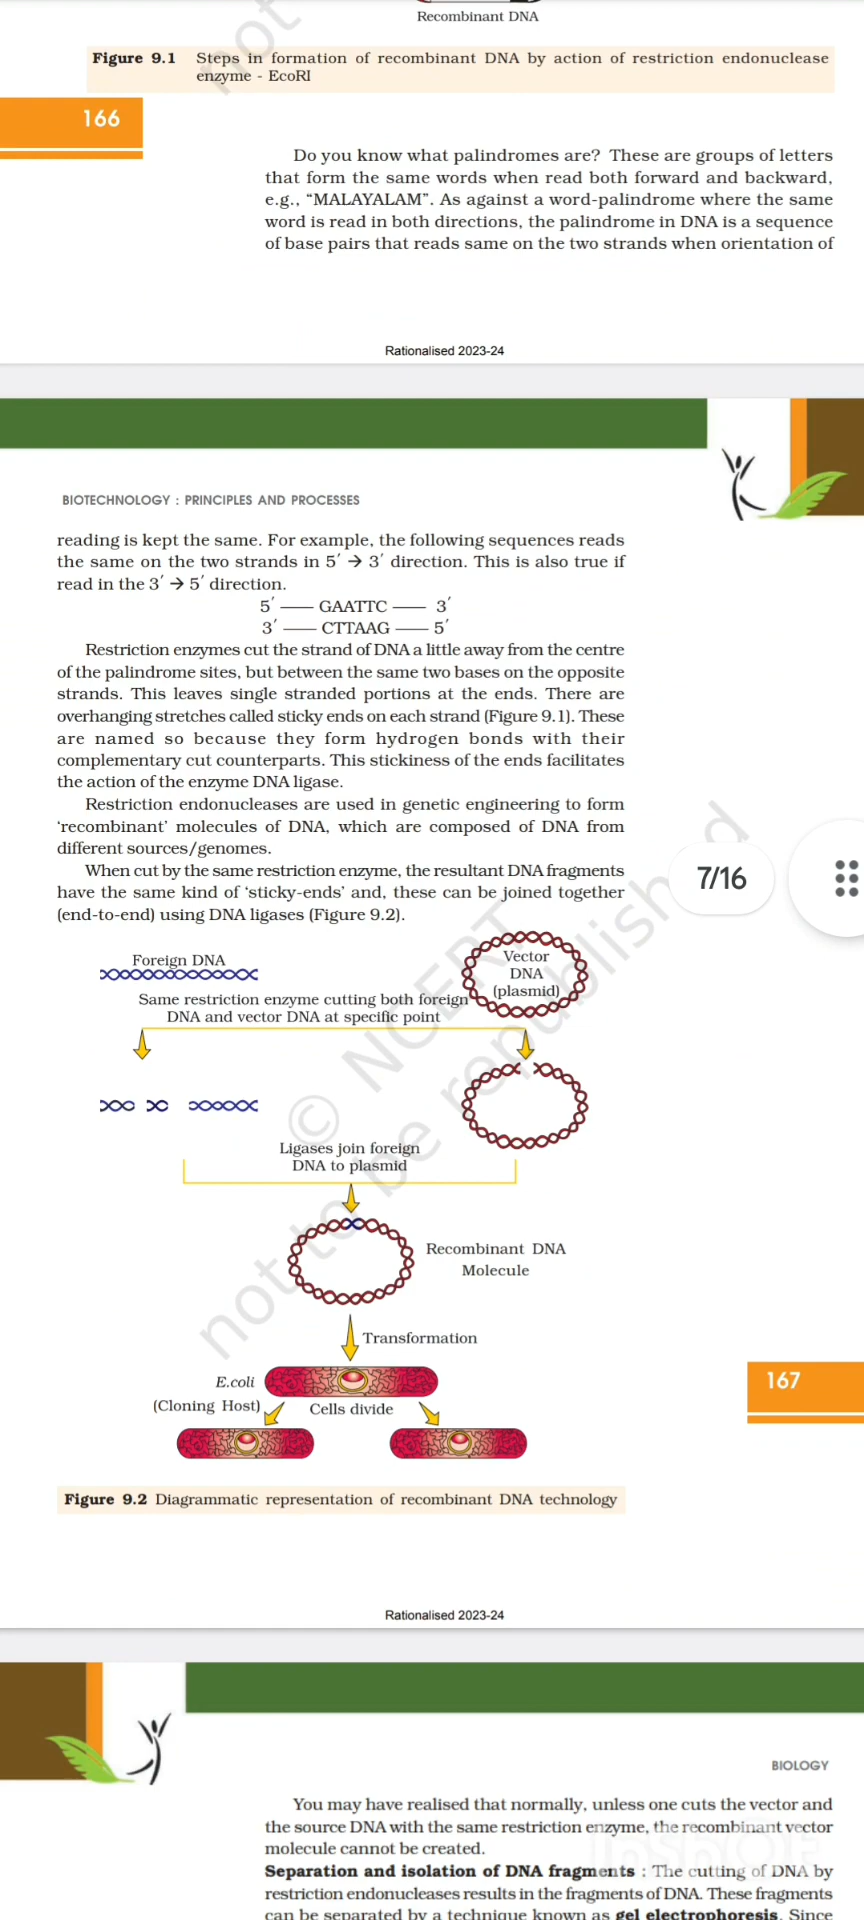 Recombinant DNA
Figure 9.1 Steps in formation of recombinant DNA by action of restriction endonuclease
enzyme - EcoRI
166
Do you know what palindromes are? These are groups of letters
that form the same words when read both forward and backward,
e.g., “MALAYALAM”. As against a word-palindrome where the same
word is read in both directions, the palindrome in DNA is a sequence
of base pairs that reads same on the two strands when orientation of
Rationalised 2023-24
BIOTECHNOLOGY : PRINCIPLES AND PROCESSES
reading is kept the same. For example, the following sequences reads
the same on the two strands in 5′ → 3′ direction. This is also true if
read in the 3′ → 5′ direction.
5′ —— GAATTC —— 3′
3′ —— CTTAAG —— 5′
Restriction enzymes cut the strand of DNA a little away from the centre
of the palindrome sites, but between the same two bases on the opposite
strands. This leaves single stranded portions at the ends. There are
overhanging stretches called sticky ends on each strand (Figure 9.1). These
are named so because they form hydrogen bonds with their
complementary cut counterparts. This stickiness of the ends facilitates
the action of the enzyme DNA ligase.
Restriction endonucleases are used in genetic engineering to form
‘recombinant’ molecules of DNA, which are composed of DNA from
different sources/genomes.
When cut by the same restriction enzyme, the resultant DNA fragments
have the same kind of ‘sticky-ends’ and, these can be joined together
(end-to-end) using DNA ligases (Figure 9.2).
7/16
Foreign DNA
Vector
DNA
(plasmid)
Same restriction enzyme cutting both foreign
DNA and vector DNA at specific point
Ligases join foreign
DNA to plasmid
Recombinant DNA
Molecule
Transformation
E.coli
(Cloning Host)
Cells divide
167
Figure 9.2 Diagrammatic representation of recombinant DNA technology
© NCERT
not to be republished
Rationalised 2023-24
BIOLOGY
You may have realised that normally, unless one cuts the vector and
the source DNA with the same restriction enzyme, the recombinant vector
molecule cannot be created.
Separation and isolation of DNA fragments : The cutting of DNA by
restriction endonucleases results in the fragments of DNA. These fragments
can be separated by a technique known as gel electrophoresis. Since
not
InShOt